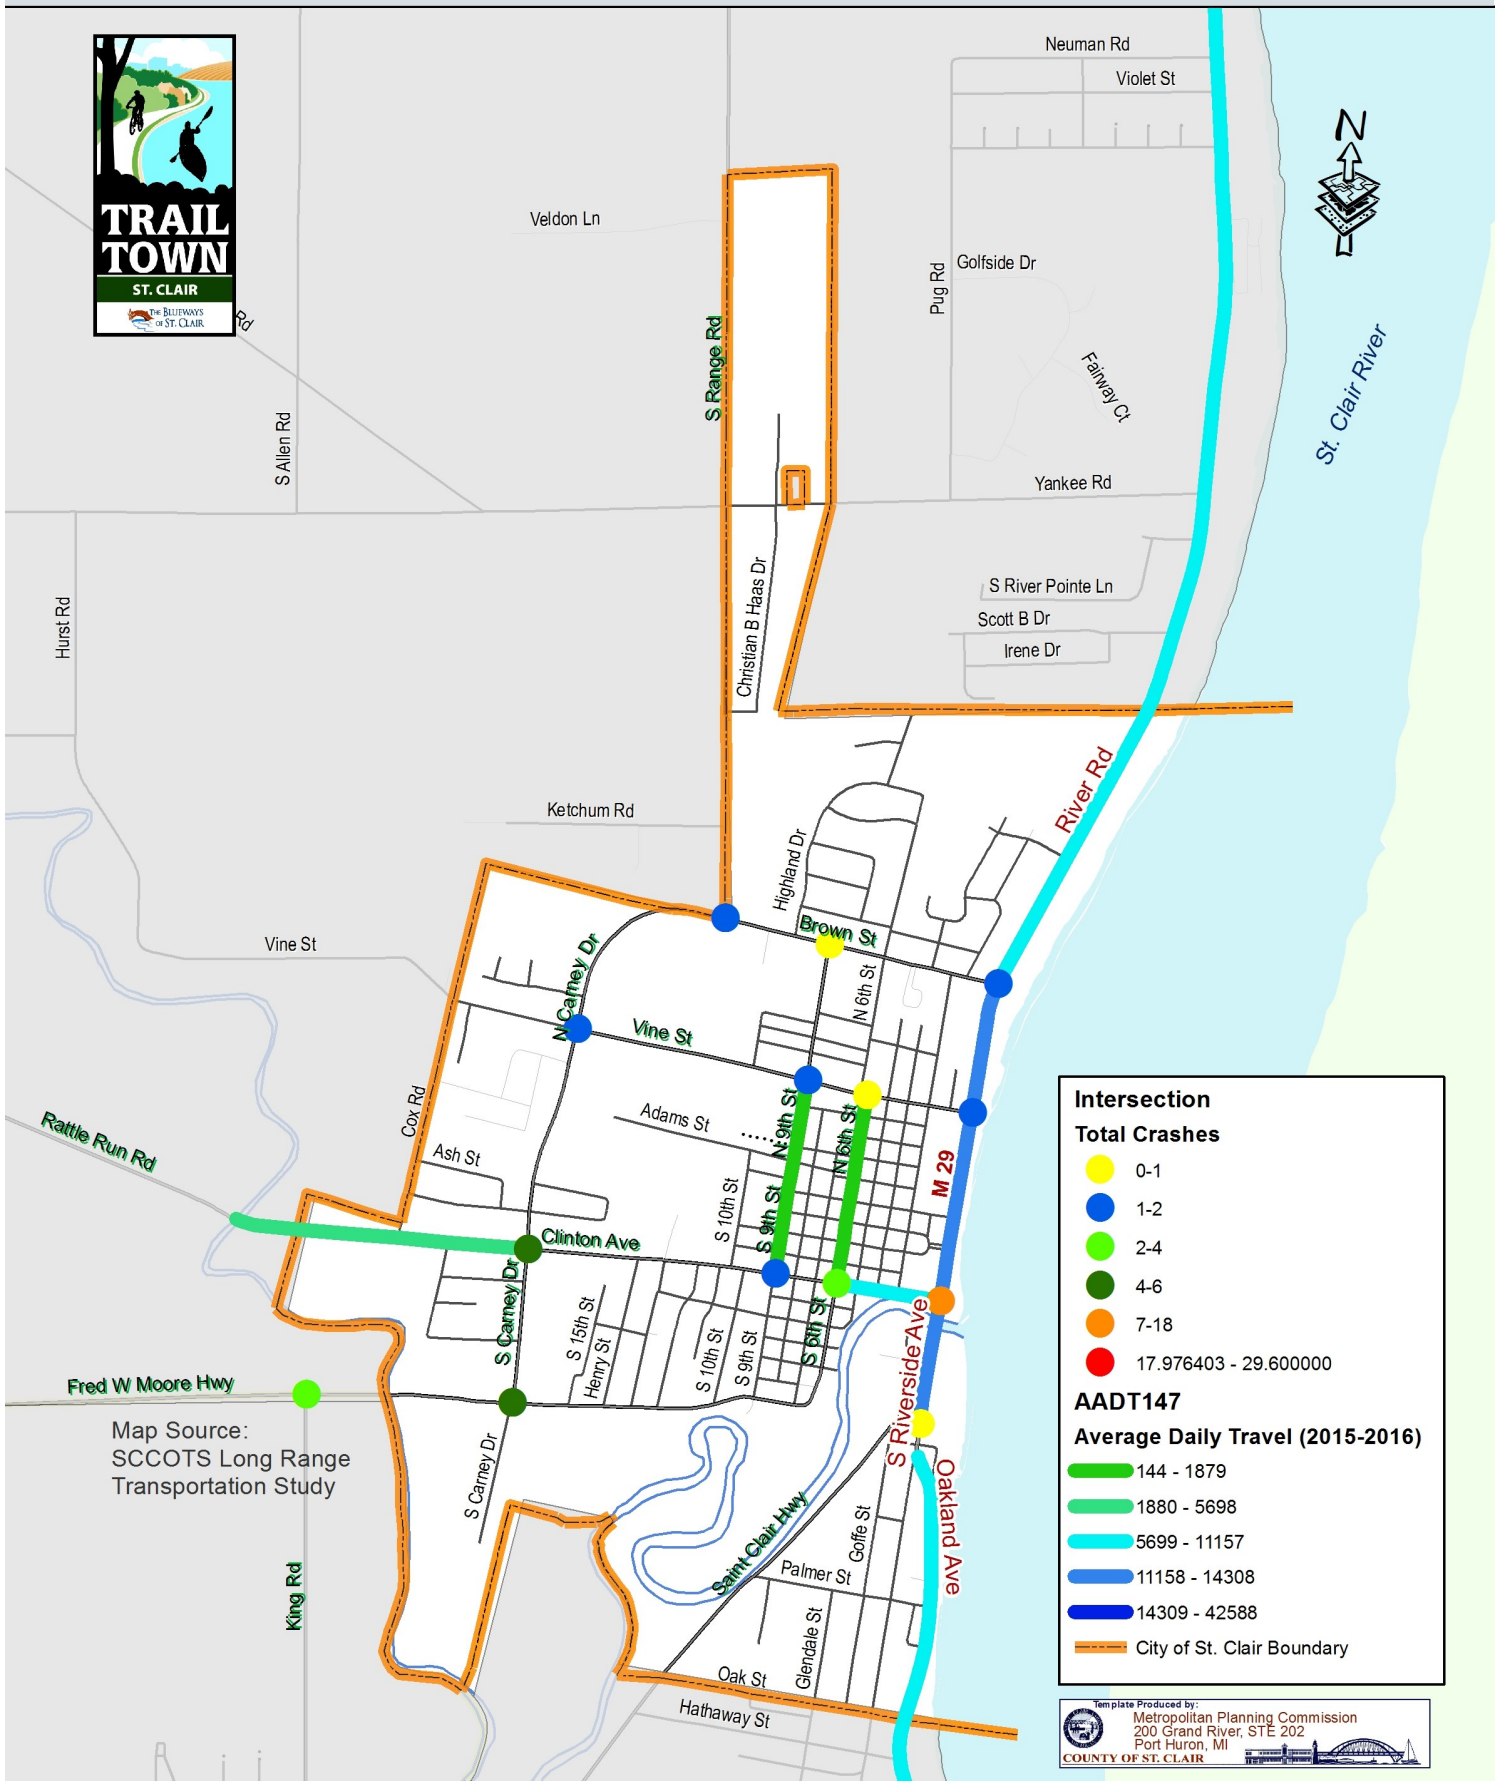 Neuman Rd
Violet St
N
TRAIL
TOWN
ST. CLAIR
THE BLUEWAYS
OF ST. CLAIR
Rd
Veldon Ln
Golfside Dr
Pug Rd
S Range Rd
Fairway Ct
St. Clair River
S Allen Rd
Yankee Rd
Hurst Rd
Christian B Haas Dr
S River Pointe Ln
Scott B Dr
Irene Dr
River Rd
Ketchum Rd
Highland Dr
Brown St
Vine St
N Carney Dr
N 6th St
Vine St
Cox Rd
Adams St
N 9th St
N 6th St
Rattle Run Rd
Ash St
M 29
S 10th St
S 9th St
Clinton Ave
S Carney Dr
S 15th St
Henry St
S 10th St
S 9th St
S 6th St
S Riverside Ave
Fred W Moore Hwy
Map Source:
SCCOTS Long Range
Transportation Study
S Carney Dr
Saint Clair Hwy
Goffe St
Oakland Ave
King Rd
Palmer St
Glendale St
Oak St
Hathaway St
Intersection
Total Crashes
0-1
1-2
2-4
4-6
7-18
17.976403 - 29.600000
AADT147
Average Daily Travel (2015-2016)
144 - 1879
1880 - 5698
5699 - 11157
11158 - 14308
14309 - 42588
City of St. Clair Boundary
Template Produced by:
Metropolitan Planning Commission
200 Grand River, STE 202
Port Huron, MI
COUNTY OF ST. CLAIR